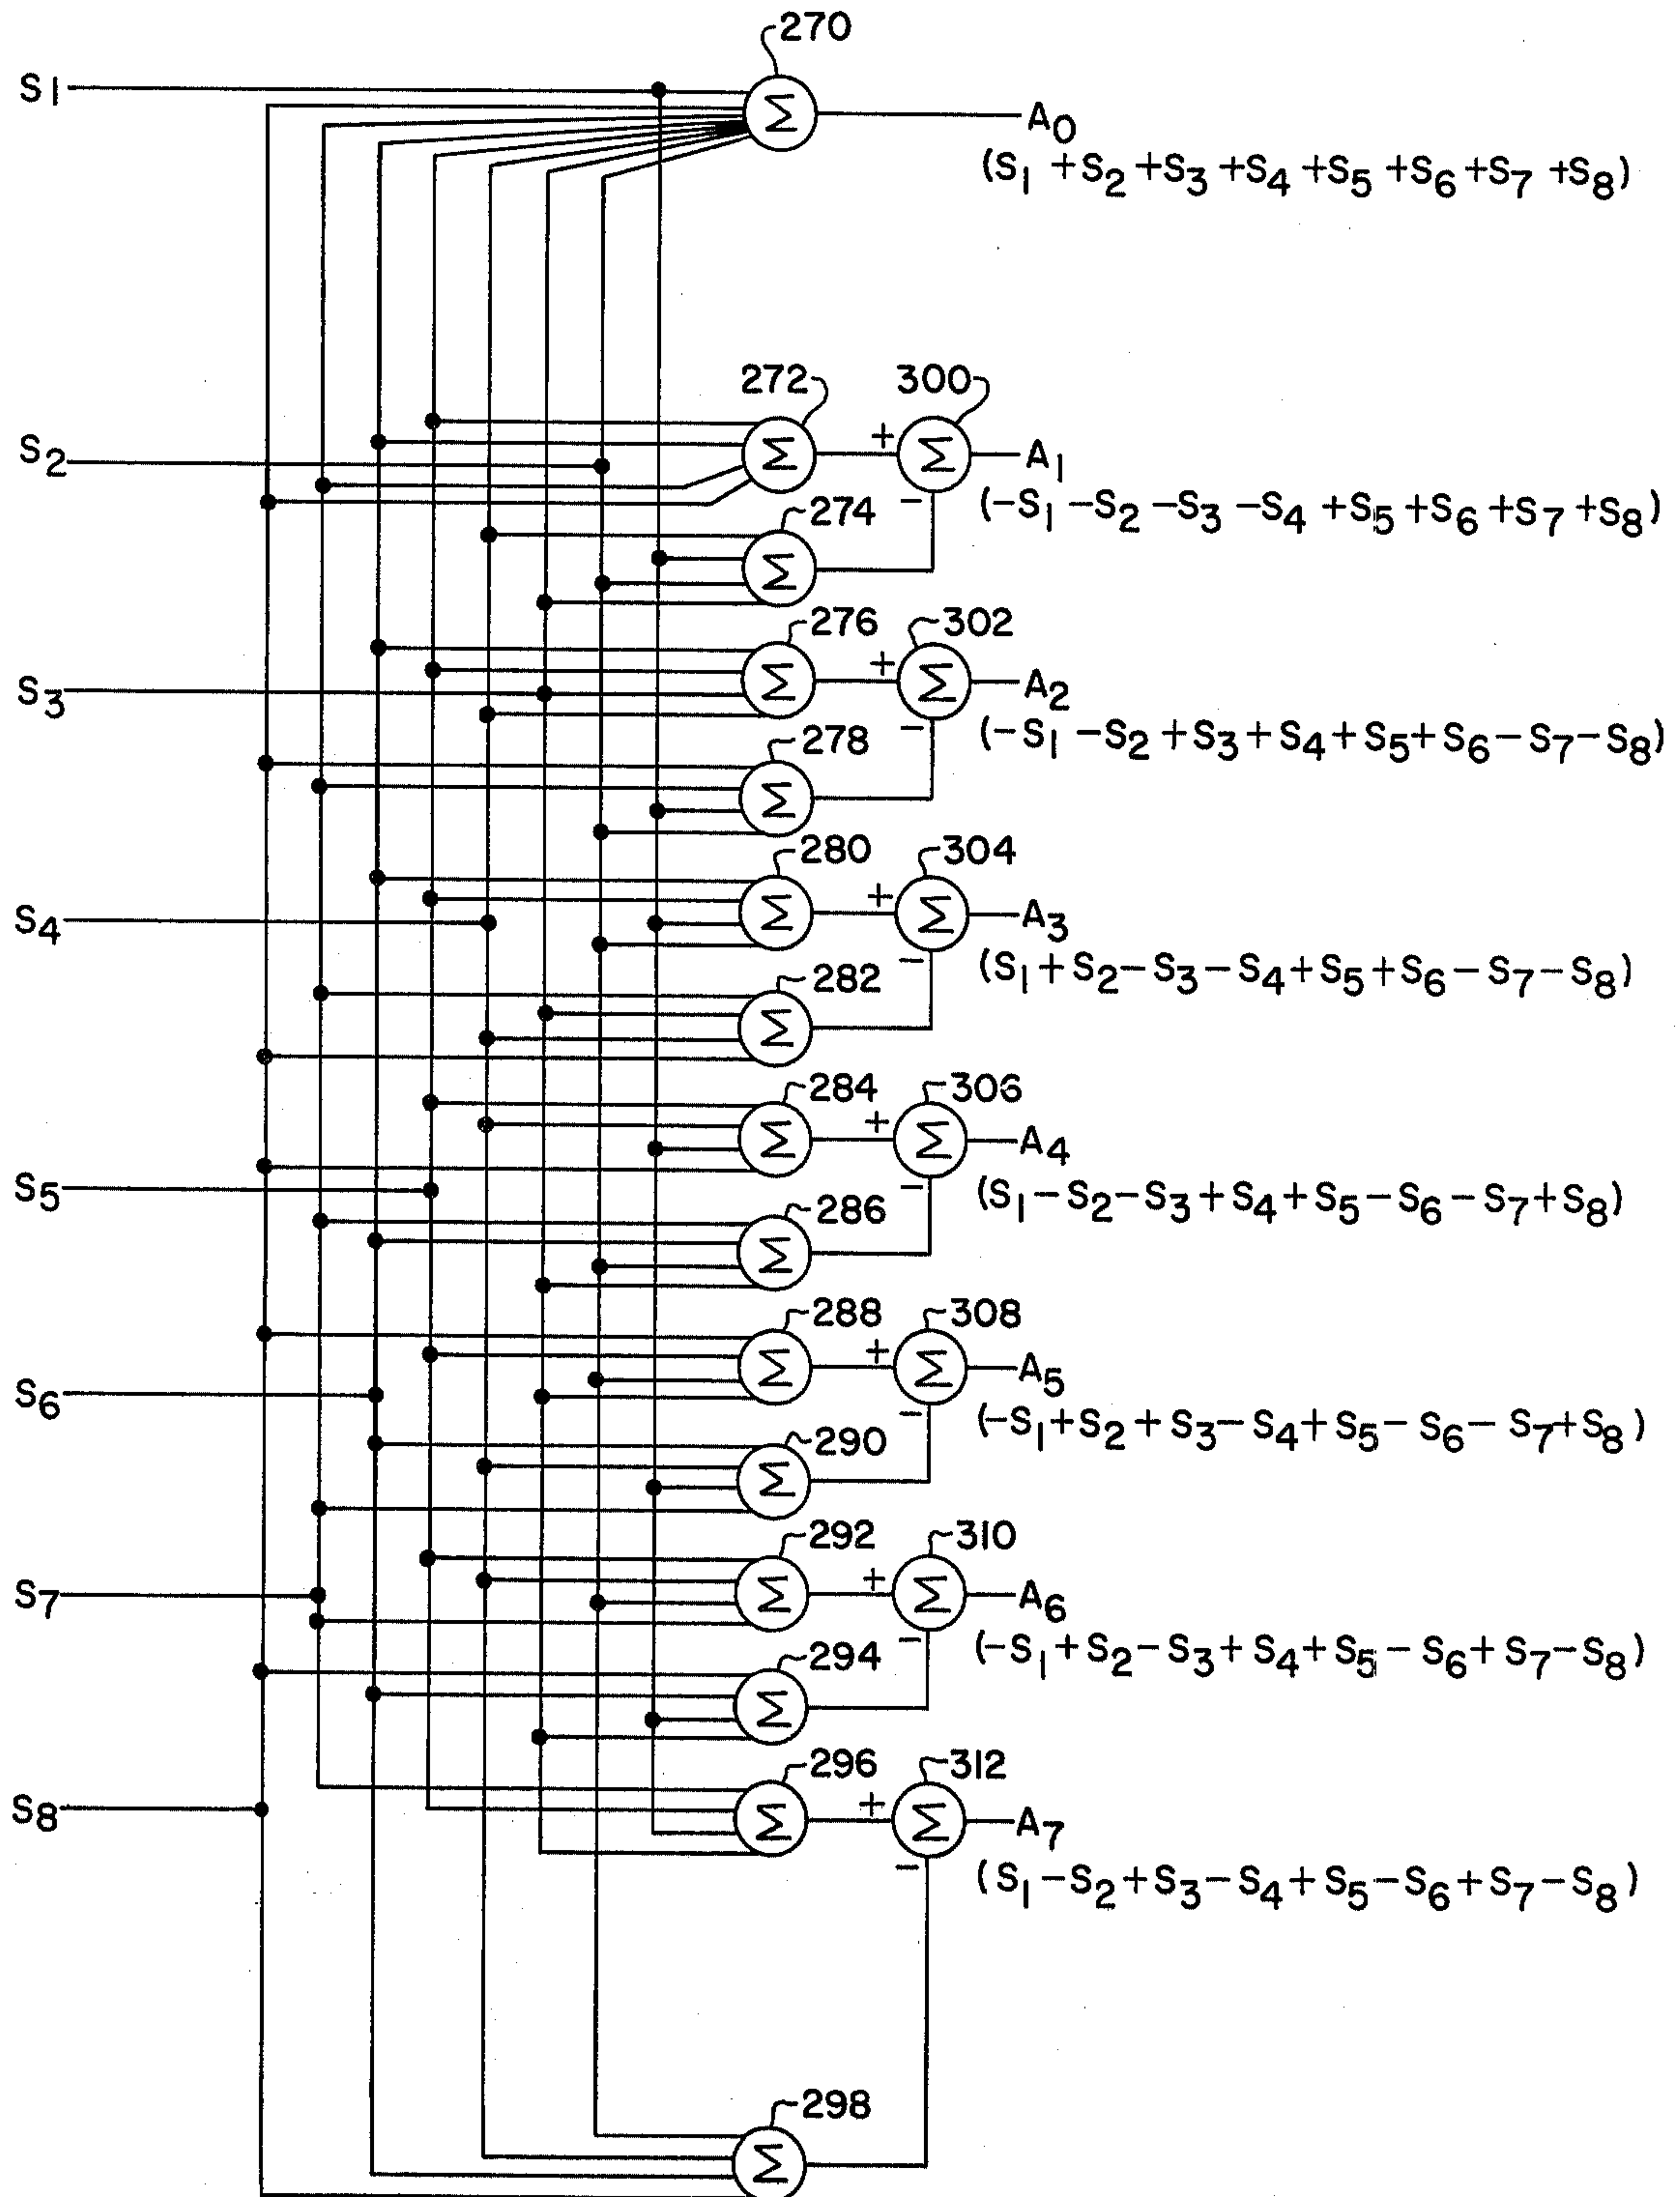 270
S1
Σ
A0
(S1 +S2 +S3 +S4 +S5 +S6 +S7 +S8)
272 300
S2
Σ + Σ A1
(-S1 -S2 -S3 -S4 +S5 +S6 +S7 +S8)
-
274
Σ
276 302
S3
Σ + Σ A2
(-S1 -S2 +S3 +S4 +S5 +S6 -S7 -S8)
-
278
Σ
280 304
S4
Σ + Σ A3
(S1 +S2 -S3 -S4 +S5 +S6 -S7 -S8)
-
282
Σ
284 306
Σ + Σ A4
S5
(S1 -S2 -S3 +S4 +S5 -S6 -S7 +S8)
-
286
Σ
288 308
Σ + Σ A5
S6
(-S1 +S2 +S3 -S4 +S5 -S6 -S7 +S8)
-
290
Σ
292 310
S7
Σ + Σ A6
(-S1 +S2 -S3 +S4 +S5 -S6 +S7 -S8)
-
294
Σ
296 312
S8
Σ + Σ A7
(S1 -S2 +S3 -S4 +S5 -S6 +S7 -S8)
-
298
Σ